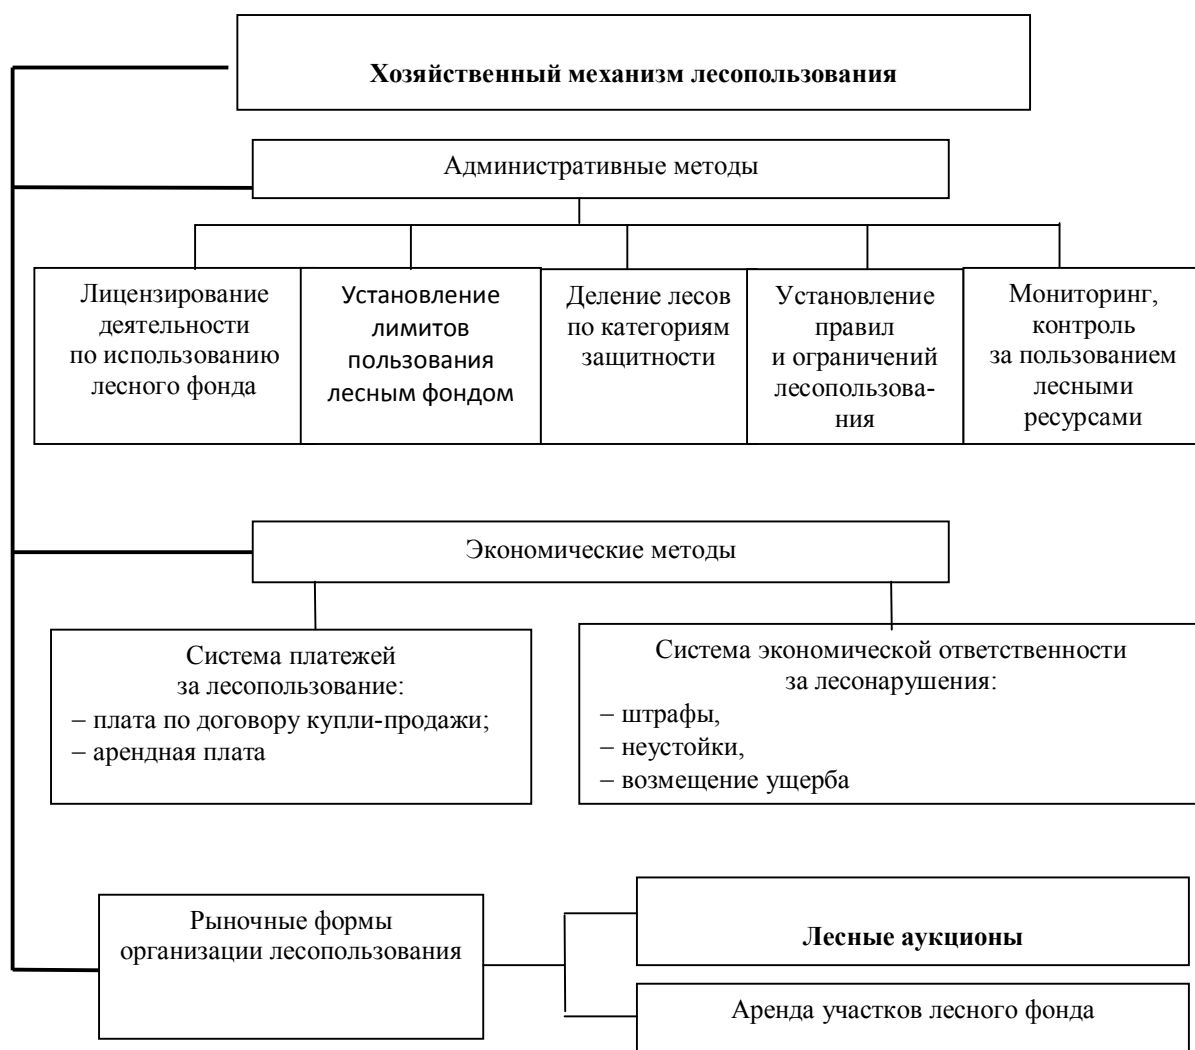 Хозяйственный механизм лесопользования
Административные методы
Лицензирование
деятельности
по использованию
лесного фонда
Установление
лимитов
пользования
лесным фондом
Деление лесов
по категориям
защитности
Установление
правил
и ограничений
лесопользова-
ния
Мониторинг,
контроль
за пользованием
лесными
ресурсами
Экономические методы
Система платежей
за лесопользование:
– плата по договору купли-продажи;
– арендная плата
Система экономической ответственности
за лесонарушения:
– штрафы,
– неустойки,
– возмещение ущерба
Рыночные формы
организации лесопользования
Лесные аукционы
Аренда участков лесного фонда